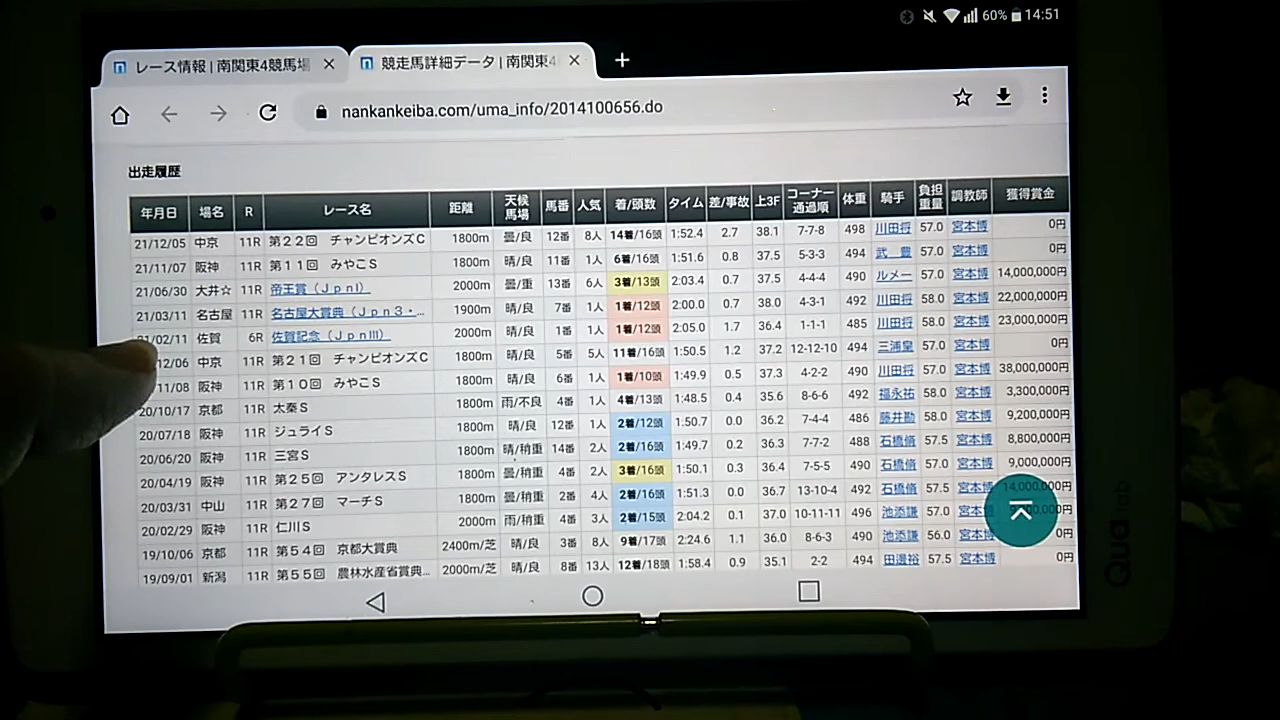 60% 14:51
レース情報 | 南関東4競馬場 × 競走馬詳細データ | 南関東4 × +
nankankeiba.com/uma_info/2014100656.do
出走履歴
年月日 場名 R レース名 距離 天候馬場 馬番 人気 着/頭数 タイム 差/事故 上3F コーナー通過順 体重 騎手 負担重量 調教師 獲得賞金
21/12/05 中京 11R 第22回 チャンピオンズC 1800m 曇/良 12番 8人 14着/16頭 1:52.4 2.7 38.1 7-7-8 498 川田将 57.0 宮本博 0円
21/11/07 阪神 11R 第11回 みやこS 1800m 晴/良 11番 1人 6着/16頭 1:51.6 0.8 37.5 5-3-3 494 武 豊 57.0 宮本博 0円
21/06/30 大井☆ 11R 帝王賞(JpnI) 2000m 曇/重 13番 6人 3着/13頭 2:03.4 0.7 37.5 4-4-4 490 ルメー 57.0 宮本博 14,000,000円
21/03/11 名古屋 11R 名古屋大賞典(Jpn3・... 1900m 晴/良 7番 1人 1着/12頭 2:00.0 0.7 38.0 4-3-1 492 川田将 58.0 宮本博 22,000,000円
21/02/11 佐賀 6R 佐賀記念(JpnIII) 2000m 晴/良 1番 1人 1着/12頭 2:05.0 1.7 36.4 1-1-1 485 川田将 58.0 宮本博 23,000,000円
12/06 中京 11R 第21回 チャンピオンズC 1800m 晴/良 5番 5人 11着/16頭 1:50.5 1.2 37.2 12-12-10 494 三浦皇 57.0 宮本博 0円
11/08 阪神 11R 第10回 みやこS 1800m 晴/良 6番 1人 1着/10頭 1:49.9 0.5 37.3 4-2-2 490 川田将 57.0 宮本博 38,000,000円
20/10/17 京都 11R 太秦S 1800m 雨/不良 4番 1人 4着/13頭 1:48.5 0.4 35.6 8-6-6 492 福永祐 58.0 宮本博 3,300,000円
20/07/18 阪神 11R ジュライS 1800m 晴/良 12番 1人 2着/12頭 1:50.7 0.0 36.2 7-4-4 486 藤井勘 58.0 宮本博 9,200,000円
20/06/20 阪神 11R 三宮S 1800m 晴/稍重 14番 2人 2着/16頭 1:49.7 0.2 36.3 7-7-2 488 石橋脩 57.5 宮本博 8,800,000円
20/04/19 阪神 11R 第25回 アンタレスS 1800m 曇/稍重 4番 2人 3着/16頭 1:50.1 0.3 36.4 7-5-5 490 石橋脩 57.0 宮本博 9,000,000円
20/03/31 中山 11R 第27回 マーチS 1800m 曇/稍重 2番 4人 2着/16頭 1:51.3 0.0 36.7 13-10-4 492 石橋脩 57.5 宮本博 14,000,000円
20/02/29 阪神 11R 仁川S 2000m 雨/稍重 4番 3人 2着/15頭 2:04.2 0.1 37.0 10-11-11 496 池添謙 57.0 宮本博
19/10/06 京都 11R 第54回 京都大賞典 2400m/芝 晴/良 3番 8人 9着/17頭 2:24.6 1.1 36.0 8-6-3 490 池添謙 56.0 宮本博 0円
19/09/01 新潟 11R 第55回 農林水産省賞典... 2000m/芝 晴/良 8番 13人 12着/18頭 1:58.4 0.9 35.1 2-2 494 田邊裕 57.5 宮本博 0円
Qua tab